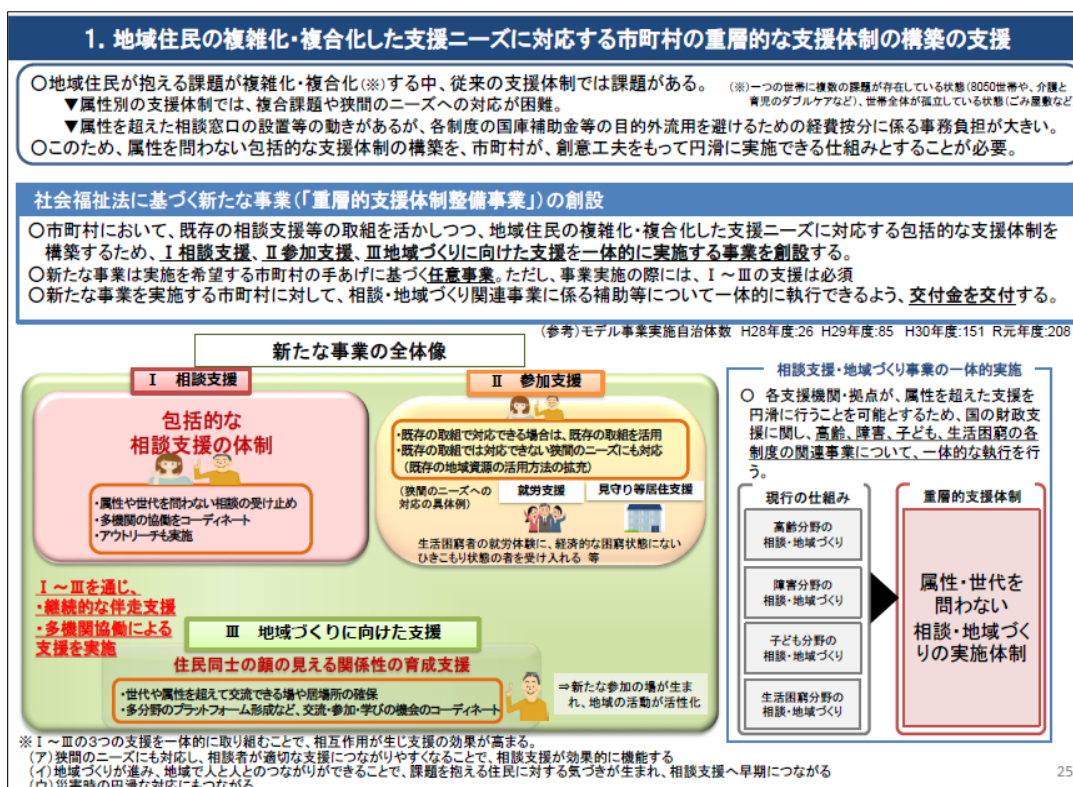 1．地域住民の複雑化・複合化した支援ニーズに対応する市町村の重層的な支援体制の構築の支援
○地域住民が抱える課題が複雑化・複合化（※）する中、従来の支援体制では課題がある。
（※）一つの世帯に複数の課題が存在している状態（8050世帯や、介護と
育児のダブルケアなど）、世帯全体が孤立している状態（ごみ屋敷など
▼属性別の支援体制では、複合課題や狭間のニーズへの対応が困難。
▼属性を超えた相談窓口の設置等の動きがあるが、各制度の国庫補助金等の目的外流用を避けるための経費按分に係る事務負担が大きい。
○このため、属性を問わない包括的な支援体制の構築を、市町村が、創意工夫をもって円滑に実施できる仕組みとすることが必要。
社会福祉法に基づく新たな事業（「重層的支援体制整備事業」）の創設
○市町村において、既存の相談支援等の取組を活かしつつ、地域住民の複雑化・複合化した支援ニーズに対応する包括的な支援体制を
構築するため、Ⅰ相談支援、Ⅱ参加支援、Ⅲ地域づくりに向けた支援を一体的に実施する事業を創設する。
○新たな事業は実施を希望する市町村の手あげに基づく任意事業。ただし、事業実施の際には、Ⅰ～Ⅲの支援は必須
○新たな事業を実施する市町村に対して、相談・地域づくり関連事業に係る補助等について一体的に執行できるよう、交付金を交付する。
（参考）モデル事業実施自治体数 H28年度:26 H29年度:85 H30年度:151 R元年度:208
新たな事業の全体像
Ⅰ 相談支援
包括的な
相談支援の体制
・属性や世代を問わない相談の受け止め
・多機関の協働をコーディネート
・アウトリーチも実施
Ⅱ 参加支援
・既存の取組で対応できる場合は、既存の取組を活用
・既存の取組では対応できない狭間のニーズにも対応
（既存の地域資源の活用方法の拡充）
（狭間のニーズへの
対応の具体例）
就労支援
見守り等居住支援
生活困窮者の就労体験に、経済的な困窮状態にない
ひきこもり状態の者を受け入れる 等
Ⅰ～Ⅲを通じ、
・継続的な伴走支援
・多機関協働による
支援を実施
Ⅲ 地域づくりに向けた支援
住民同士の顔の見える関係性の育成支援
・世代や属性を超えて交流できる場や居場所の確保
・多分野のプラットフォーム形成など、交流・参加・学びの機会のコーディネート
⇒新たな参加の場が生ま
れ、地域の活動が活性化
相談支援・地域づくり事業の一体的実施
○ 各支援機関・拠点が、属性を超えた支援を
円滑に行うことを可能とするため、国の財政支
援に関し、高齢、障害、子ども、生活困窮の各
制度の関連事業について、一体的な執行を行
う。
現行の仕組み
高齢分野の
相談・地域づくり
障害分野の
相談・地域づくり
子ども分野の
相談・地域づくり
生活困窮分野の
相談・地域づくり
重層的支援体制
属性・世代を
問わない
相談・地域づく
りの実施体制
※Ⅰ～Ⅲの３つの支援を一体的に取り組むことで、相互作用が生じ支援の効果が高まる。
（ア）狭間のニーズにも対応し、相談者が適切な支援につながりやすくなることで、相談支援が効果的に機能する
（イ）地域づくりが進み、地域で人と人とのつながりができることで、課題を抱える住民に対する気づきが生まれ、相談支援へ早期につながる
（ウ）災害時の円滑な対応にもつながる
25